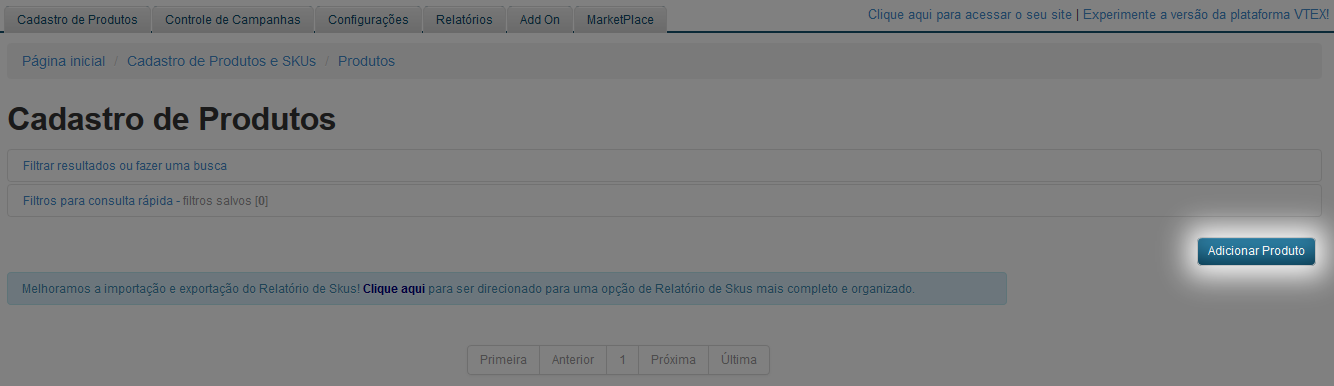 Cadastro de Produtos Controle de Campanhas Configurações Relatórios Add On MarketPlace Clique aqui para acessar o seu site | Experimente a versão da plataforma VTEX!
Página inicial / Cadastro de Produtos e SKUs / Produtos
Cadastro de Produtos
Filtrar resultados ou fazer uma busca
Filtros para consulta rápida - filtros salvos [0]
Adicionar Produto
Melhoramos a importação e exportação do Relatório de Skus! Clique aqui para ser direcionado para uma opção de Relatório de Skus mais completo e organizado.
Primeira Anterior 1 Próxima Última